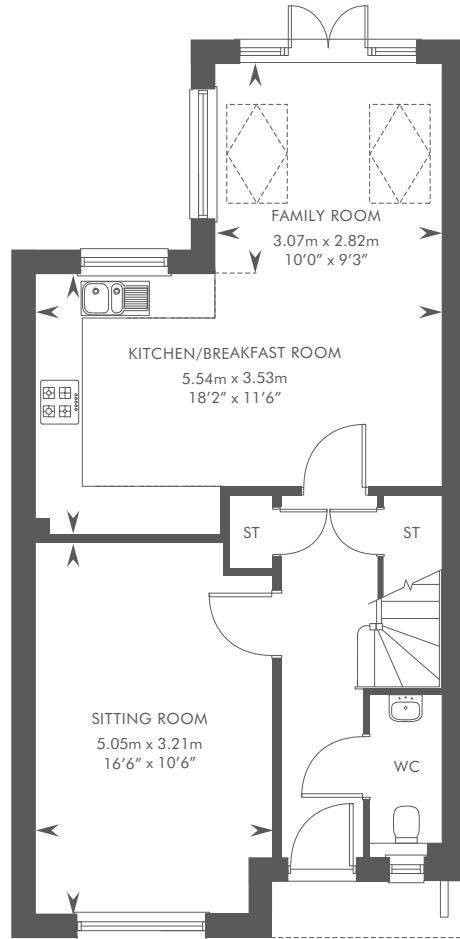 FAMILY ROOM
3.07m x 2.82m
10’0” x 9’3”
KITCHEN/BREAKFAST ROOM
5.54m x 3.53m
18’2” x 11’6”
ST
ST
SITTING ROOM
5.05m x 3.21m
16’6” x 10’6”
WC